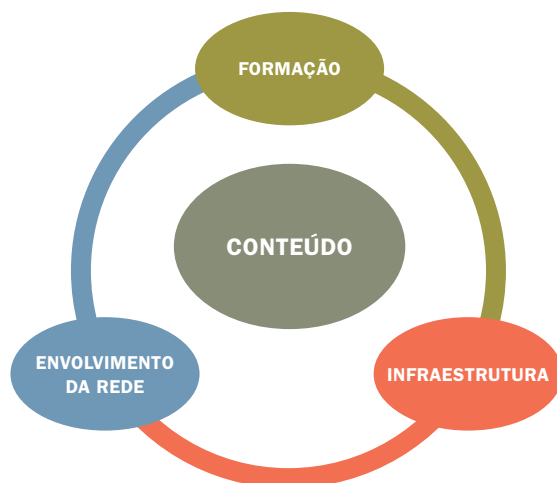 FORMAÇÃO
CONTEÚDO
ENVOLVIMENTO
DA REDE
INFRAESTRUTURA